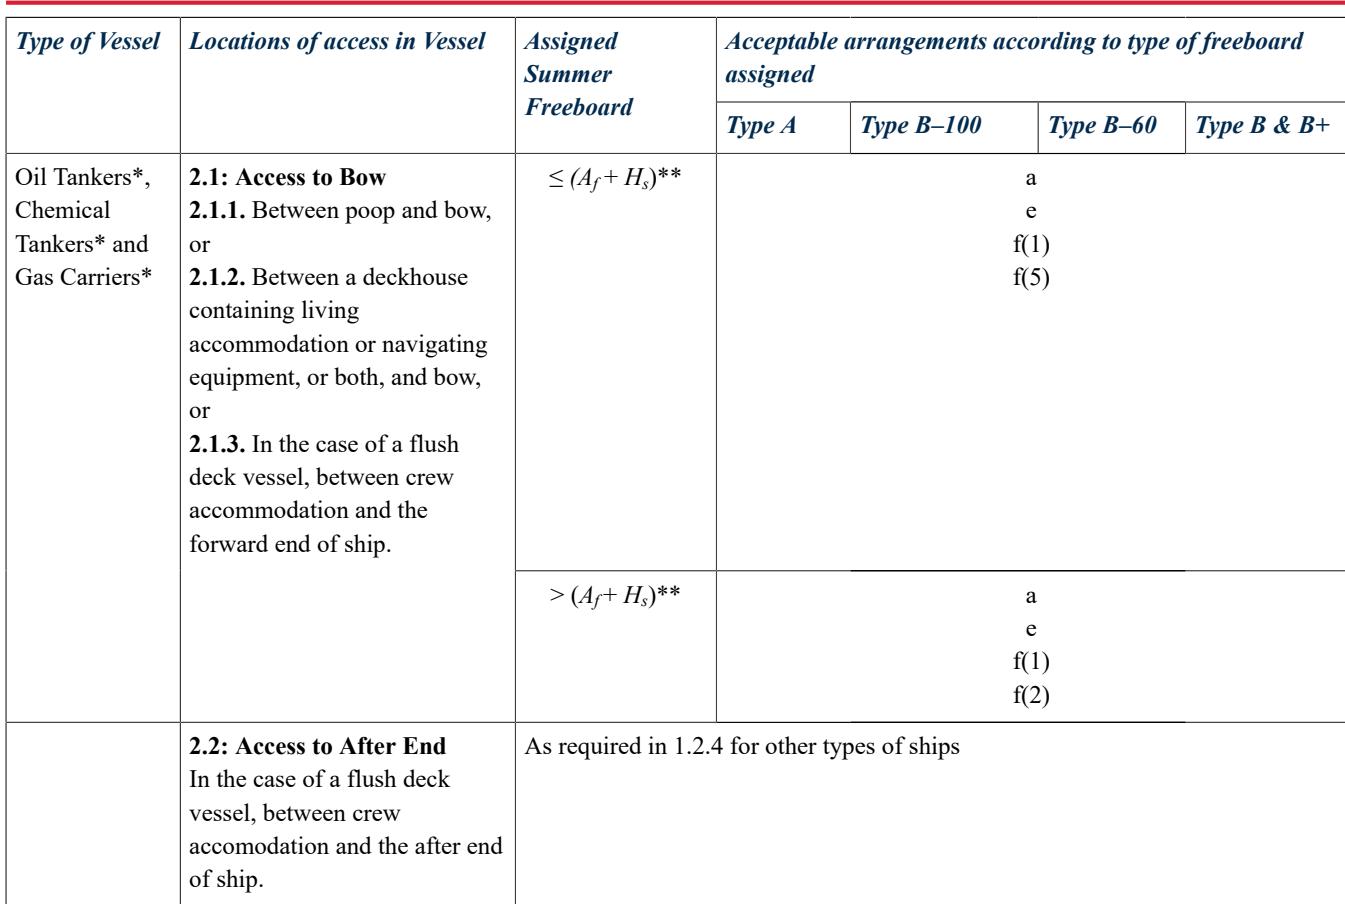 Type of Vessel
Locations of access in Vessel
Assigned
Summer
Freeboard
Acceptable arrangements according to type of freeboard
assigned
Type A
Type B–100
Type B–60
Type B & B+
Oil Tankers*,
Chemical
Tankers* and
Gas Carriers*
2.1: Access to Bow
2.1.1. Between poop and bow,
or
2.1.2. Between a deckhouse
containing living
accommodation or navigating
equipment, or both, and bow,
or
2.1.3. In the case of a flush
deck vessel, between crew
accommodation and the
forward end of ship.
≤ (Af + Hs)**
a
e
f(1)
f(5)
> (Af + Hs)**
a
e
f(1)
f(2)
2.2: Access to After End
In the case of a flush deck
vessel, between crew
accomodation and the after end
of ship.
As required in 1.2.4 for other types of ships